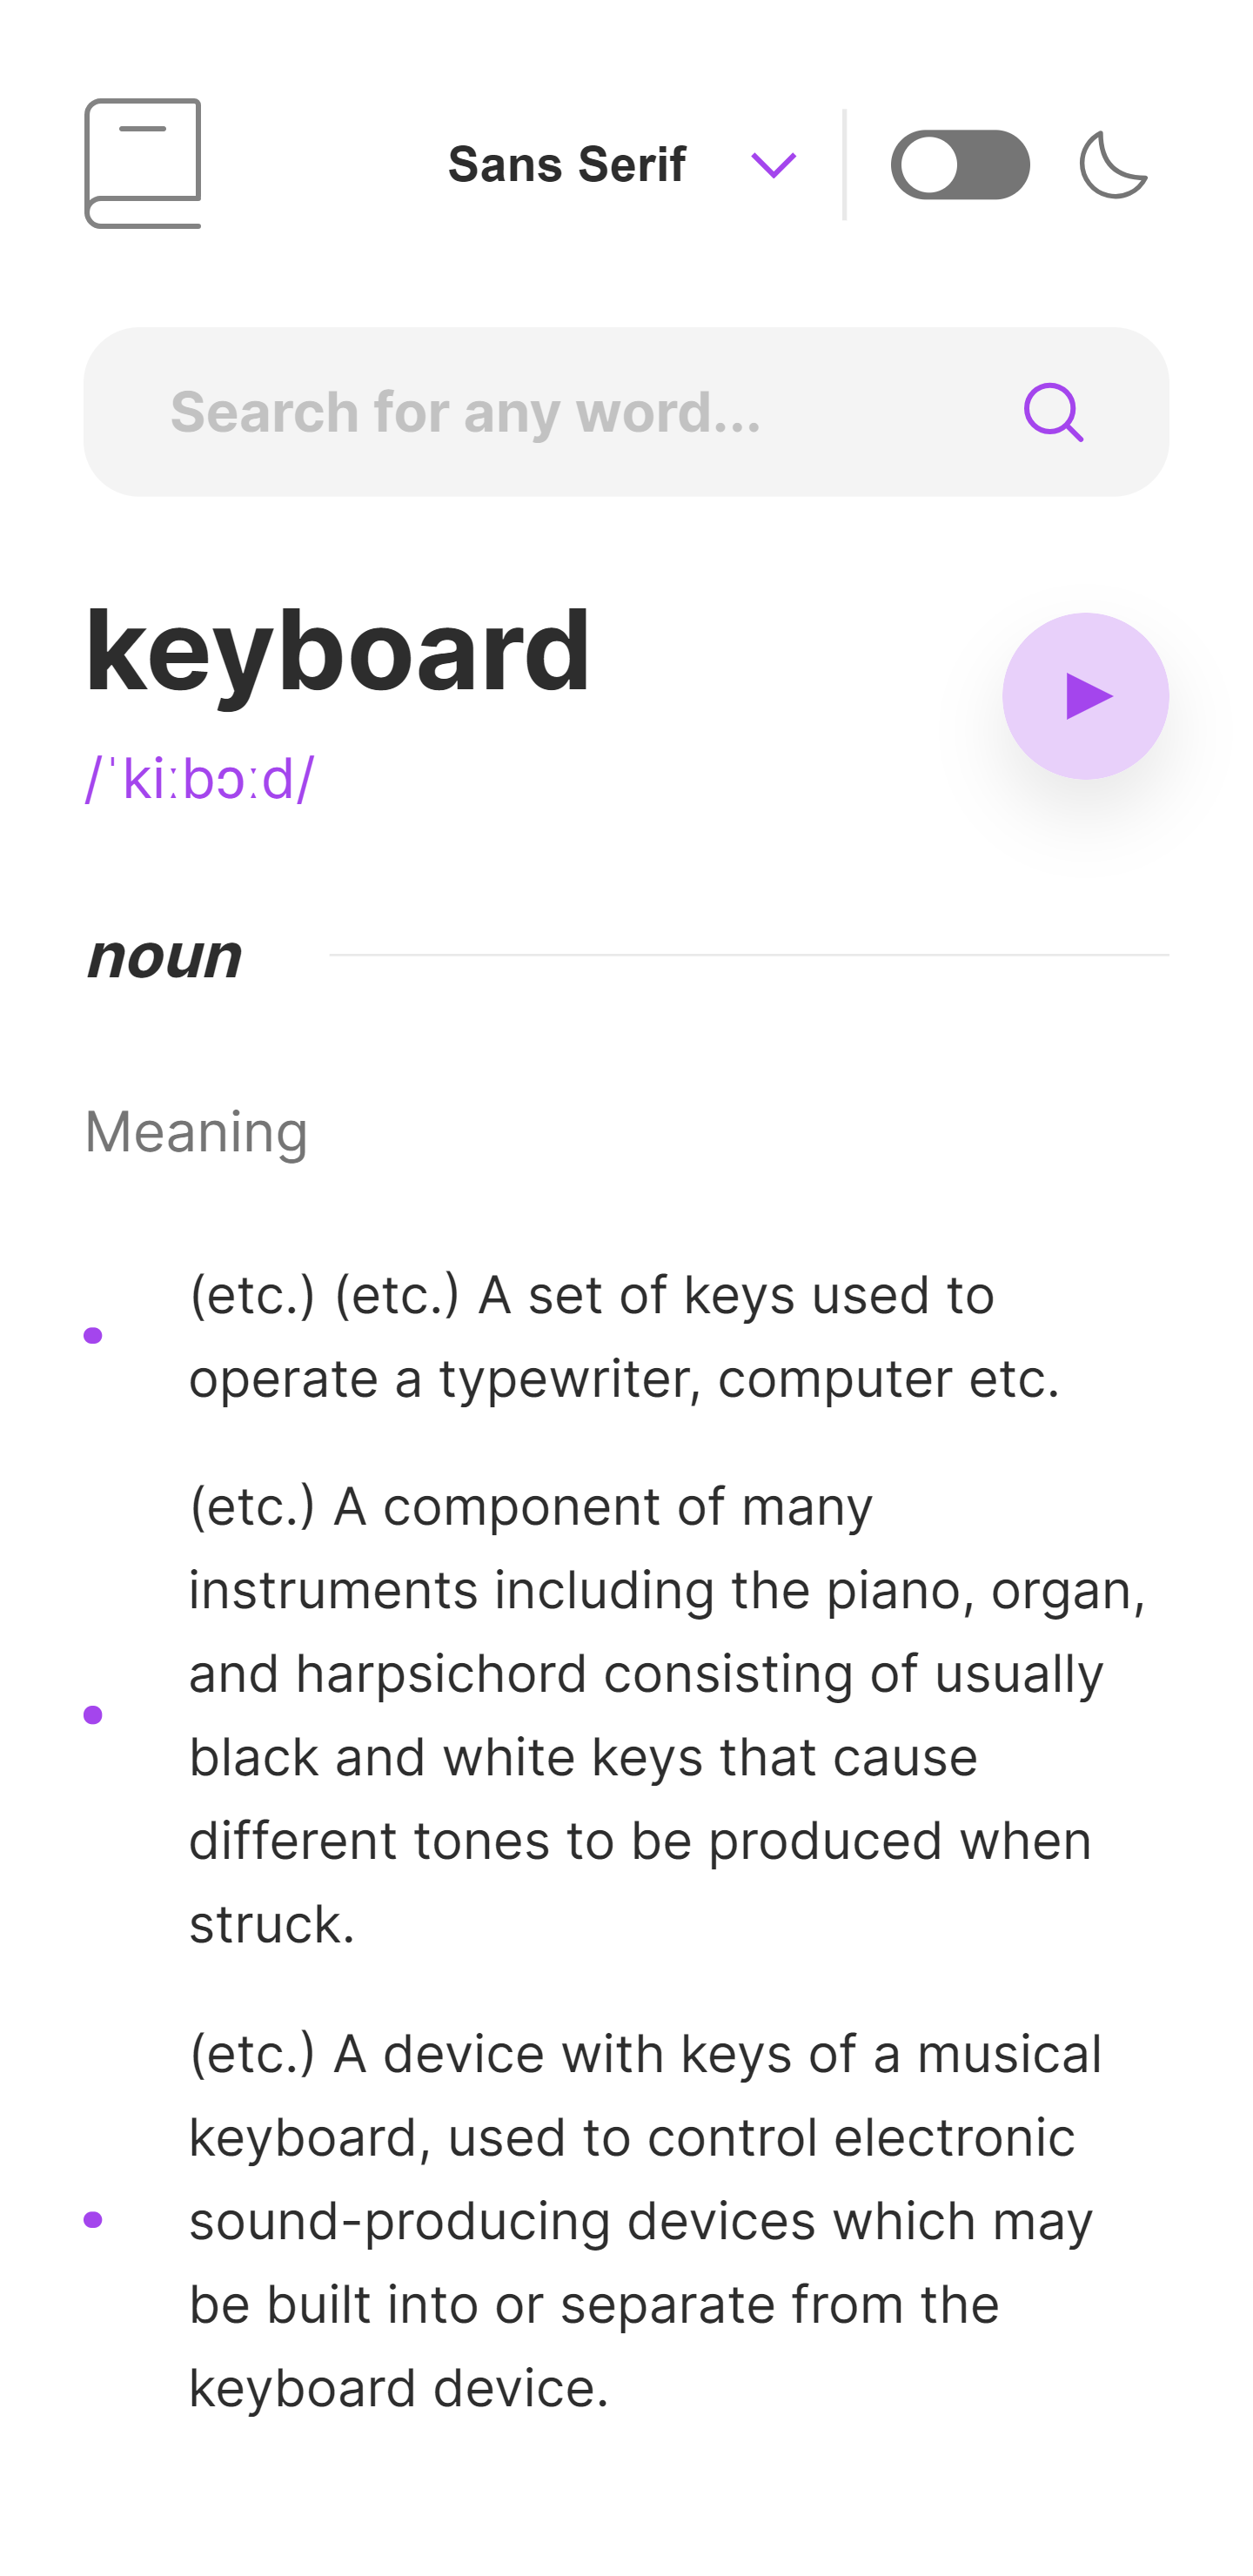 Sans Serif
Search for any word...
keyboard
/ˈkiːbɔːd/
noun
Meaning
(etc.) (etc.) A set of keys used to
operate a typewriter, computer etc.
(etc.) A component of many
instruments including the piano, organ,
and harpsichord consisting of usually
black and white keys that cause
different tones to be produced when
struck.
(etc.) A device with keys of a musical
keyboard, used to control electronic
sound-producing devices which may
be built into or separate from the
keyboard device.